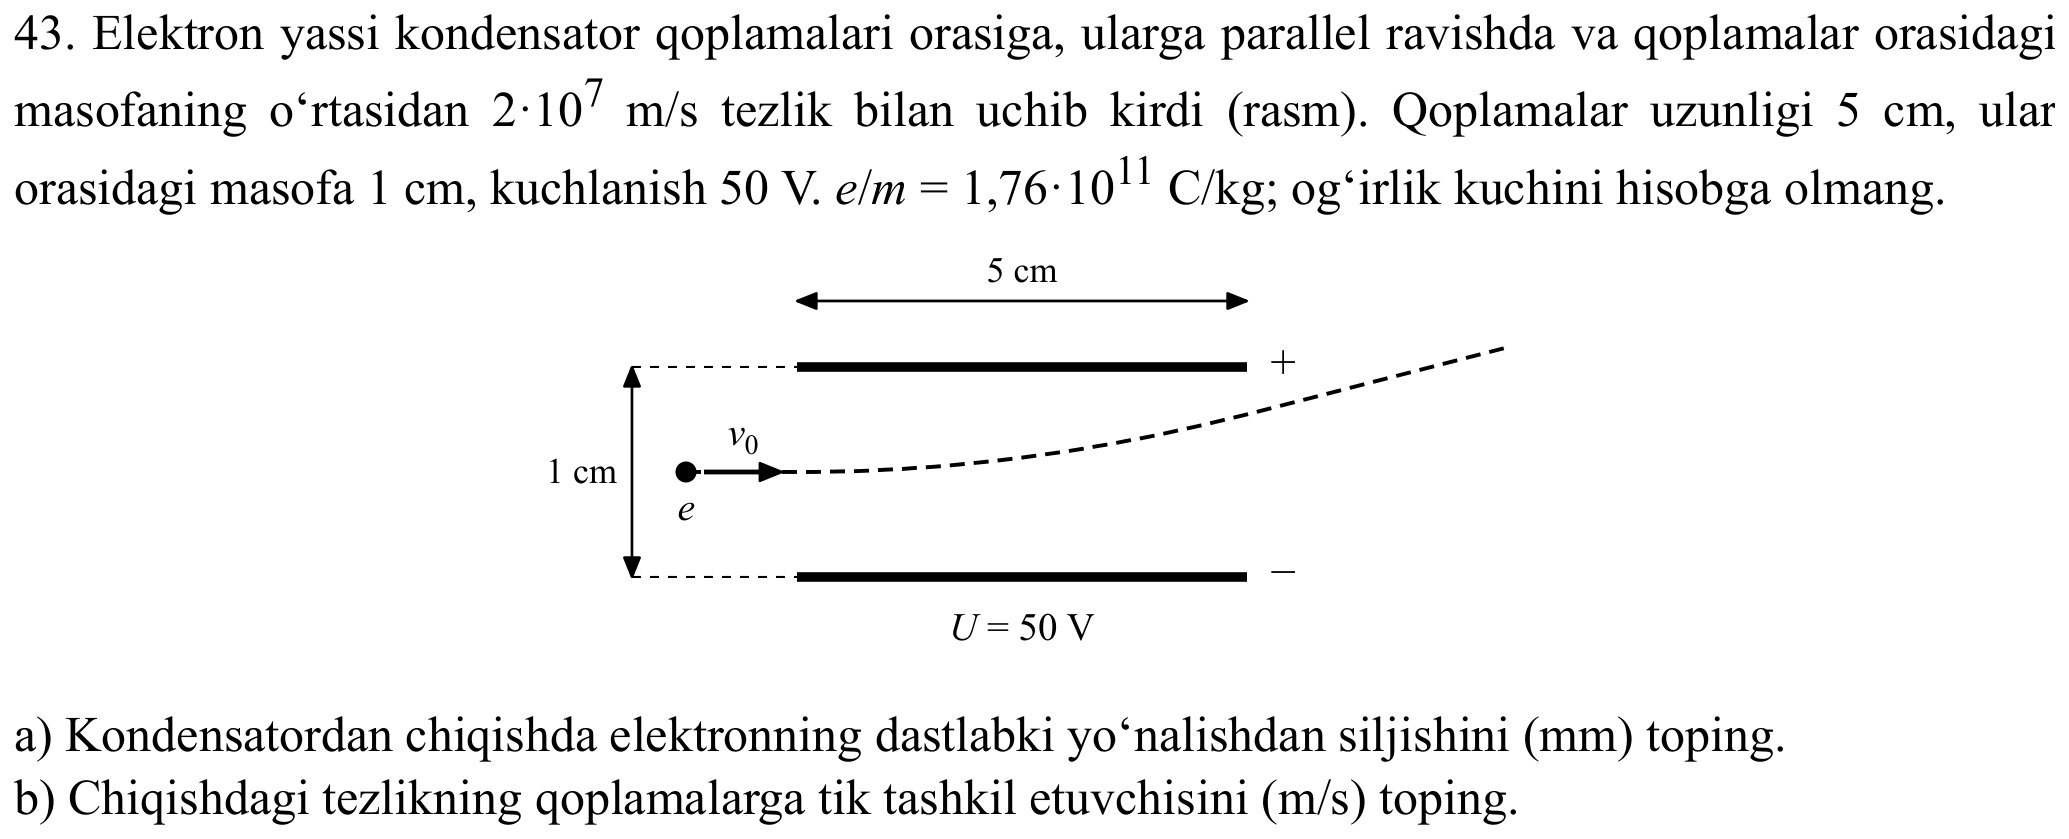 43. Elektron yassi kondensator qoplamalari orasiga, ularga parallel ravishda va qoplamalar orasidagi
masofaning o‘rtasidan 2·10⁷ m/s tezlik bilan uchib kirdi (rasm). Qoplamalar uzunligi 5 cm, ular
orasidagi masofa 1 cm, kuchlanish 50 V. e/m = 1,76·10¹¹ C/kg; og‘irlik kuchini hisobga olmang.
5 cm
+
v₀
1 cm
e
−
U = 50 V
a) Kondensatordan chiqishda elektronning dastlabki yo‘nalishdan siljishini (mm) toping.
b) Chiqishdagi tezlikning qoplamalarga tik tashkil etuvchisini (m/s) toping.